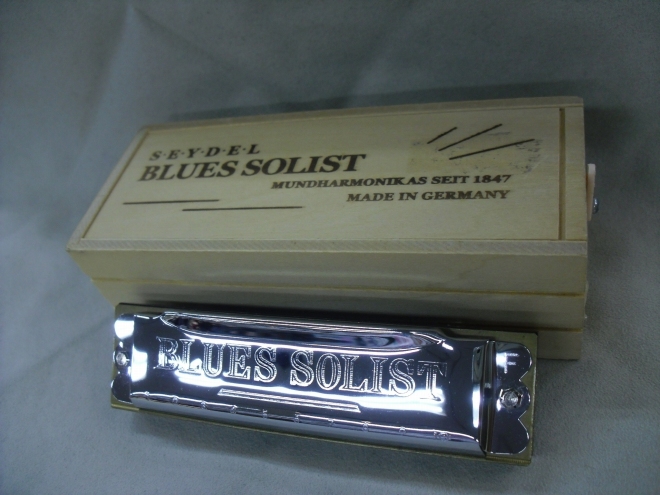 S·E·Y·D·E·L
BLUES SOLIST
MUNDHARMONIKAS SEIT 1847
MADE IN GERMANY
BLUES SOLIST